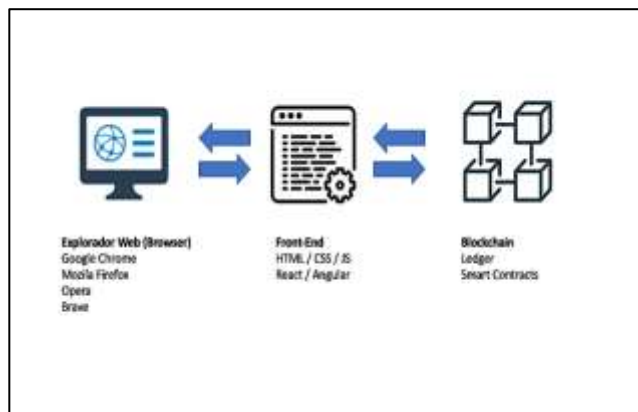 Explorador Web (Browser)
Google Chrome
Mozila Firefox
Opera
Brave
Front-End
HTML / CSS / JS
React / Angular
Blockchain
Ledger
Smart Contracts